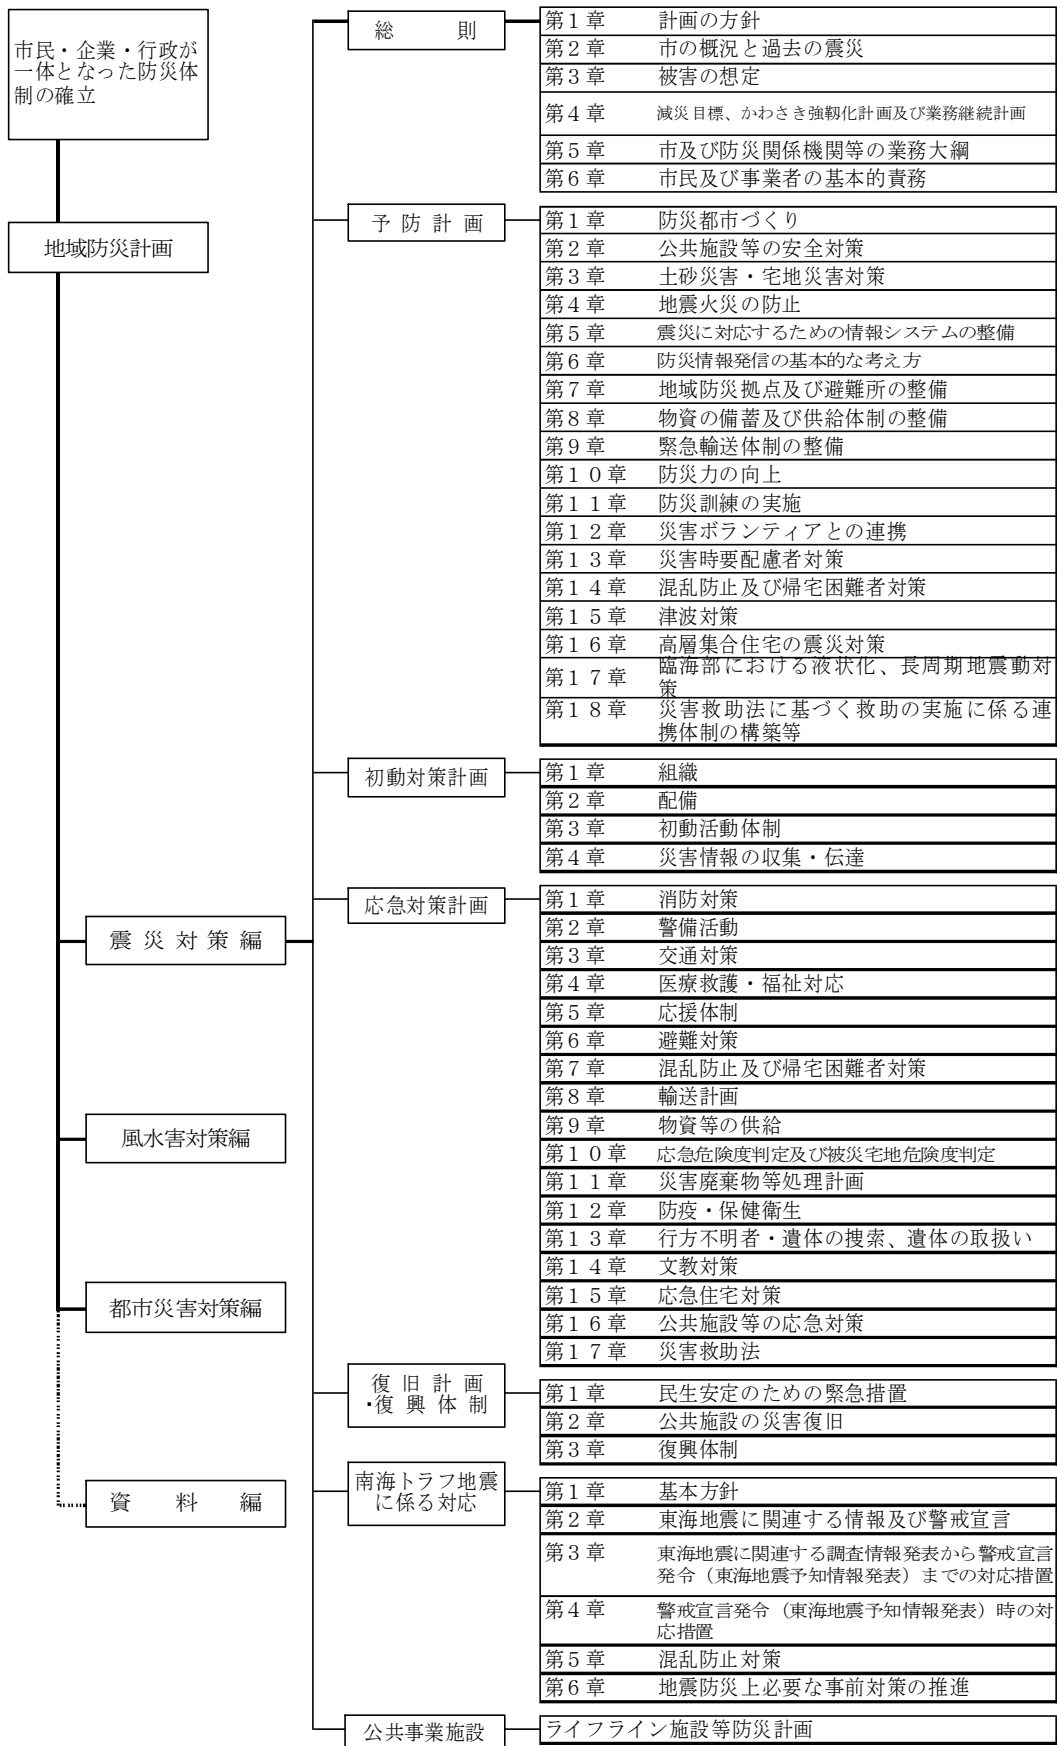 市民・企業・行政が
一体となった防災体
制の確立
地域防災計画
震災対策編
風水害対策編
都市災害対策編
資料編
総則
第1章 計画の方針
第2章 市の概況と過去の震災
第3章 被害の想定
第4章 減災目標、かわさき強靱化計画及び業務継続計画
第5章 市及び防災関係機関等の業務大綱
第6章 市民及び事業者の基本的責務
予防計画
第1章 防災都市づくり
第2章 公共施設等の安全対策
第3章 土砂災害・宅地災害対策
第4章 地震火災の防止
第5章 震災に対応するための情報システムの整備
第6章 防災情報発信の基本的な考え方
第7章 地域防災拠点及び避難所の整備
第8章 物資の備蓄及び供給体制の整備
第9章 緊急輸送体制の整備
第10章 防災力の向上
第11章 防災訓練の実施
第12章 災害ボランティアとの連携
第13章 災害時要配慮者対策
第14章 混乱防止及び帰宅困難者対策
第15章 津波対策
第16章 高層集合住宅の震災対策
第17章 臨海部における液状化、長周期地震動対
策
第18章 災害救助法に基づく救助の実施に係る連
携体制の構築等
初動対策計画
第1章 組織
第2章 配備
第3章 初動活動体制
第4章 災害情報の収集・伝達
応急対策計画
第1章 消防対策
第2章 警備活動
第3章 交通対策
第4章 医療救護・福祉対応
第5章 応援体制
第6章 避難対策
第7章 混乱防止及び帰宅困難者対策
第8章 輸送計画
第9章 物資等の供給
第10章 応急危険度判定及び被災宅地危険度判定
第11章 災害廃棄物等処理計画
第12章 防疫・保健衛生
第13章 行方不明者・遺体の捜索、遺体の取扱い
第14章 文教対策
第15章 応急住宅対策
第16章 公共施設等の応急対策
第17章 災害救助法
復旧計画
・復興体制
第1章 民生安定のための緊急措置
第2章 公共施設の災害復旧
第3章 復興体制
南海トラフ地震
に係る対応
第1章 基本方針
第2章 東海地震に関連する情報及び警戒宣言
第3章 東海地震に関連する調査情報発表から警戒宣言
発令（東海地震予知情報発表）までの対応措置
第4章 警戒宣言発令（東海地震予知情報発表）時の対
応措置
第5章 混乱防止対策
第6章 地震防災上必要な事前対策の推進
公共事業施設
ライフライン施設等防災計画